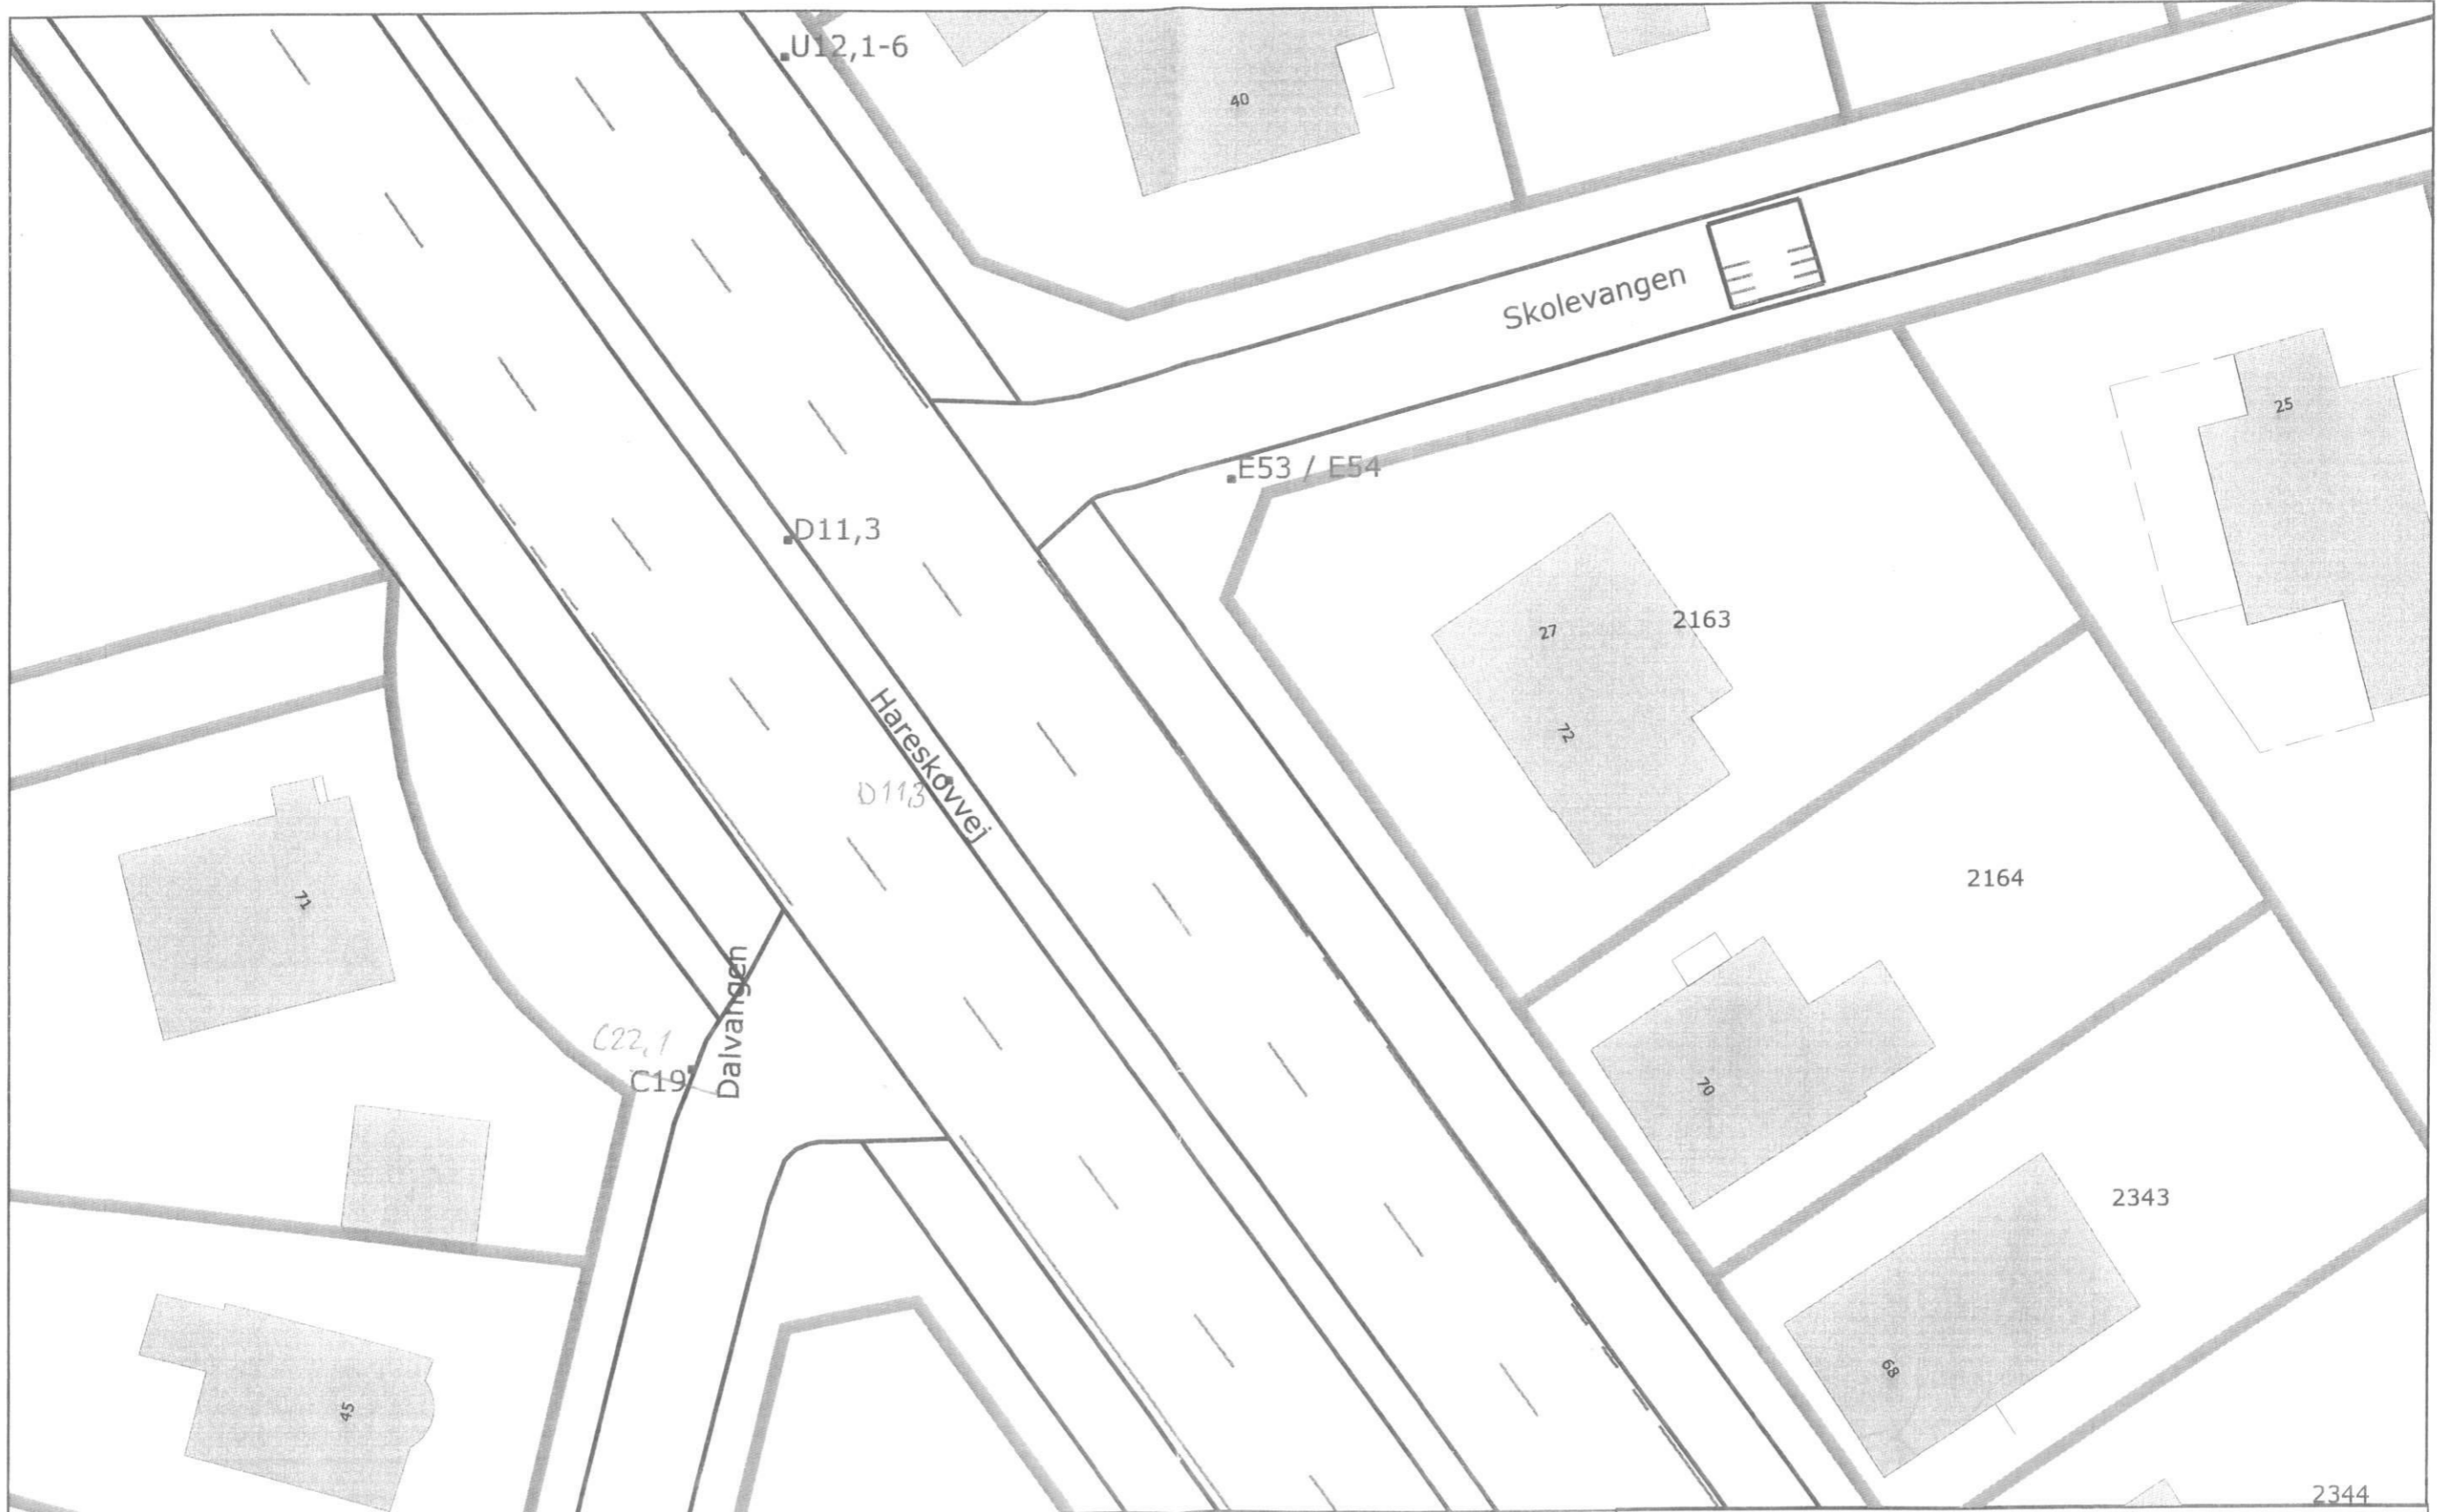 U12,1-6
40
Skolevangen
25
E53 / E54
D11,3
27
2163
72
Hareskovvej
D11,3
2164
71
Dalvangen
C22,1
C19
70
2343
68
45
2344